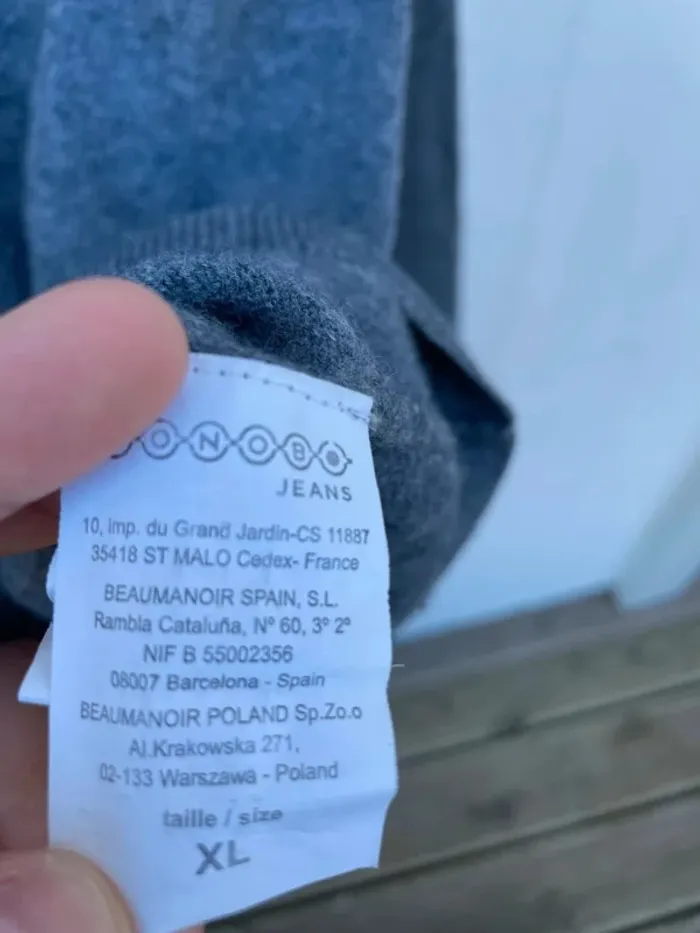 ONOBO
JEANS
10, Imp. du Grand Jardin-CS 11887
35418 ST MALO Cedex- France
BEAUMANOIR SPAIN, S.L.
Rambla Cataluña, Nº 60, 3º 2º
NIF B 55002356
08007 Barcelona - Spain
BEAUMANOIR POLAND Sp.Zo.o
Al.Krakowska 271,
02-133 Warszawa - Poland
taille / size
XL